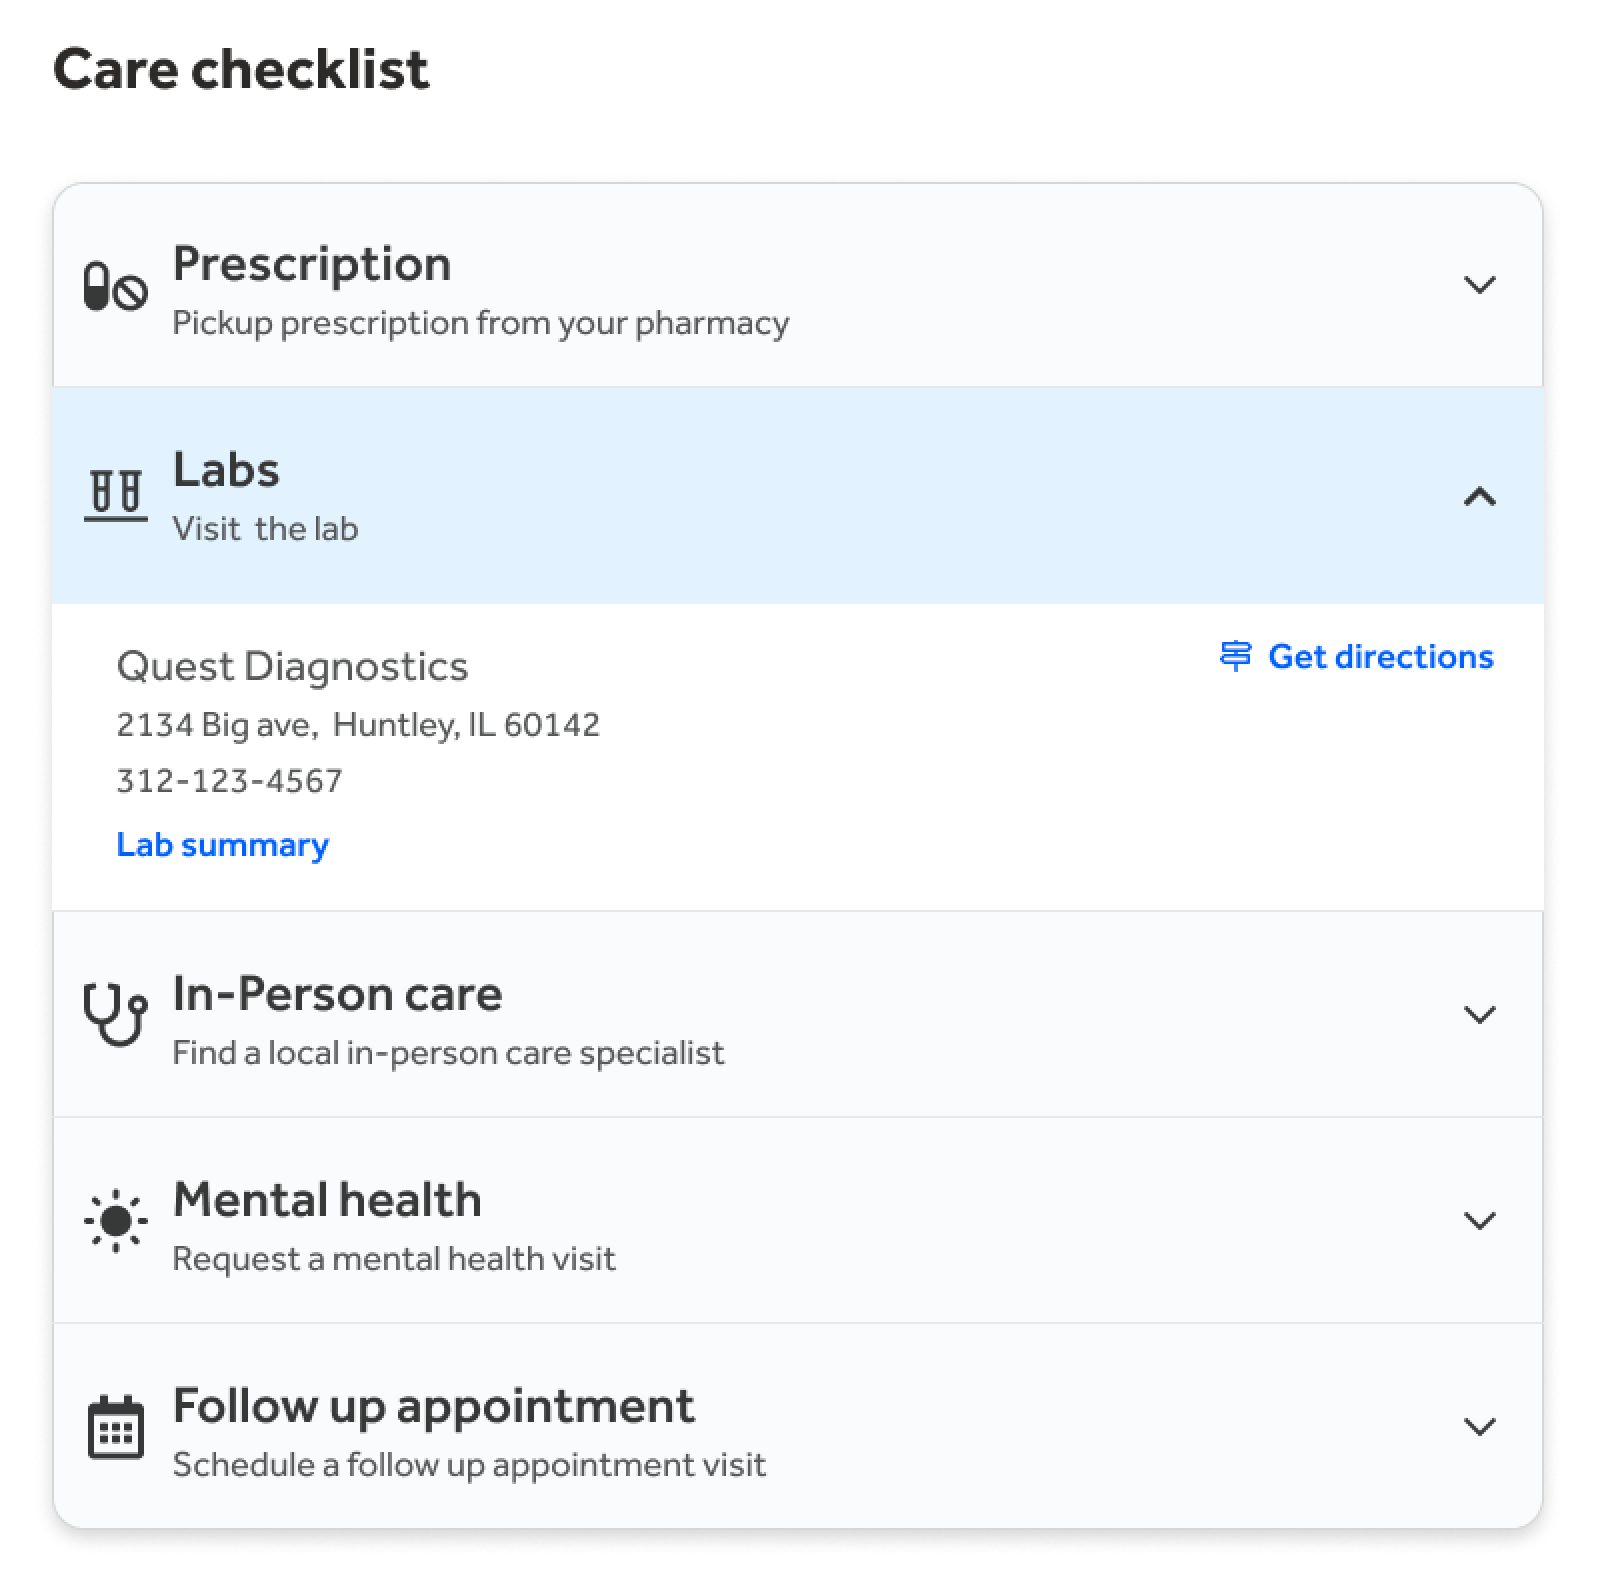 Care checklist
Prescription
Pickup prescription from your pharmacy
Labs
Visit  the lab
Quest Diagnostics
Get directions
2134 Big ave,  Huntley, IL 60142
312-123-4567
Lab summary
In-Person care
Find a local in-person care specialist
Mental health
Request a mental health visit
Follow up appointment
Schedule a follow up appointment visit